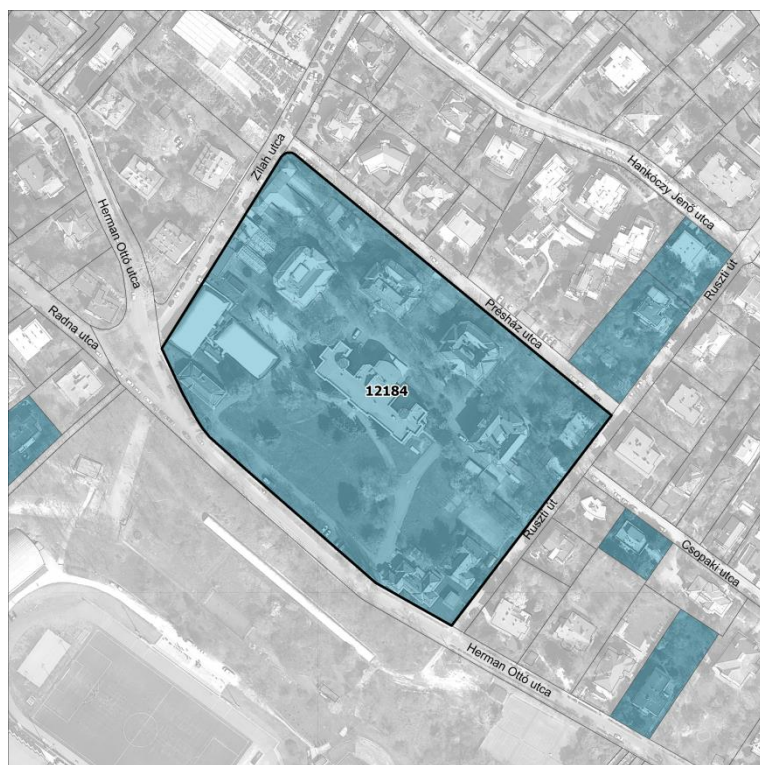 Zilah utca
Hankóczy Jenő utca
Herman Ottó utca
Ruszti út
Radna utca
Présház utca
12184
Ruszti út
Csopaki utca
Herman Ottó utca